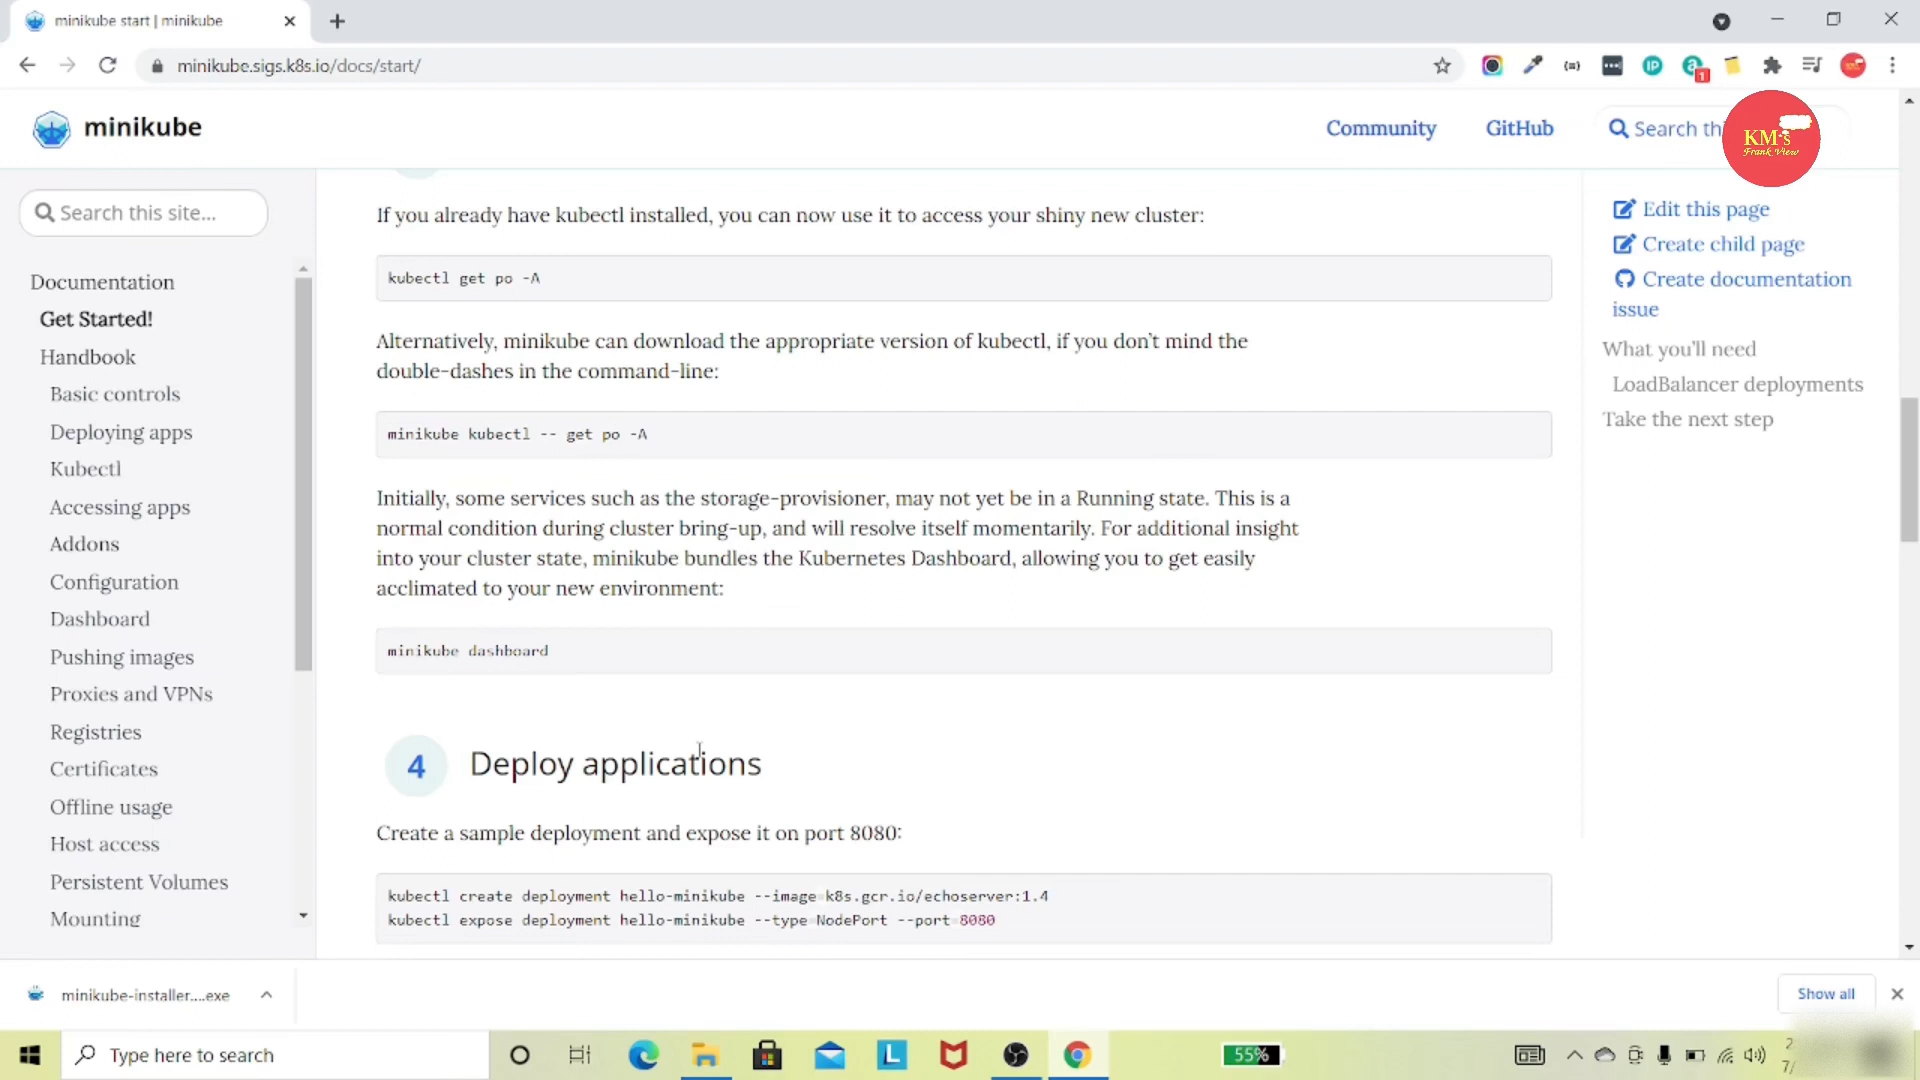 minikube start | minikube
minikube.sigs.k8s.io/docs/start/
1
minikube
Community
GitHub
Search thi
KM's
Frank View
Search this site...
Documentation
Get Started!
Handbook
Basic controls
Deploying apps
Kubectl
Accessing apps
Addons
Configuration
Dashboard
Pushing images
Proxies and VPNs
Registries
Certificates
Offline usage
Host access
Persistent Volumes
Mounting
If you already have kubectl installed, you can now use it to access your shiny new cluster:
kubectl get po -A
Alternatively, minikube can download the appropriate version of kubectl, if you don't mind the
double-dashes in the command-line:
minikube kubectl -- get po -A
Initially, some services such as the storage-provisioner, may not yet be in a Running state. This is a
normal condition during cluster bring-up, and will resolve itself momentarily. For additional insight
into your cluster state, minikube bundles the Kubernetes Dashboard, allowing you to get easily
acclimated to your new environment:
minikube dashboard
4 Deploy applications
Create a sample deployment and expose it on port 8080:
kubectl create deployment hello-minikube --image=k8s.gcr.io/echoserver:1.4
kubectl expose deployment hello-minikube --type=NodePort --port=8080
Edit this page
Create child page
Create documentation
issue
What you'll need
LoadBalancer deployments
Take the next step
minikube-installer....exe
Show all
Type here to search
L
55%
2
7/